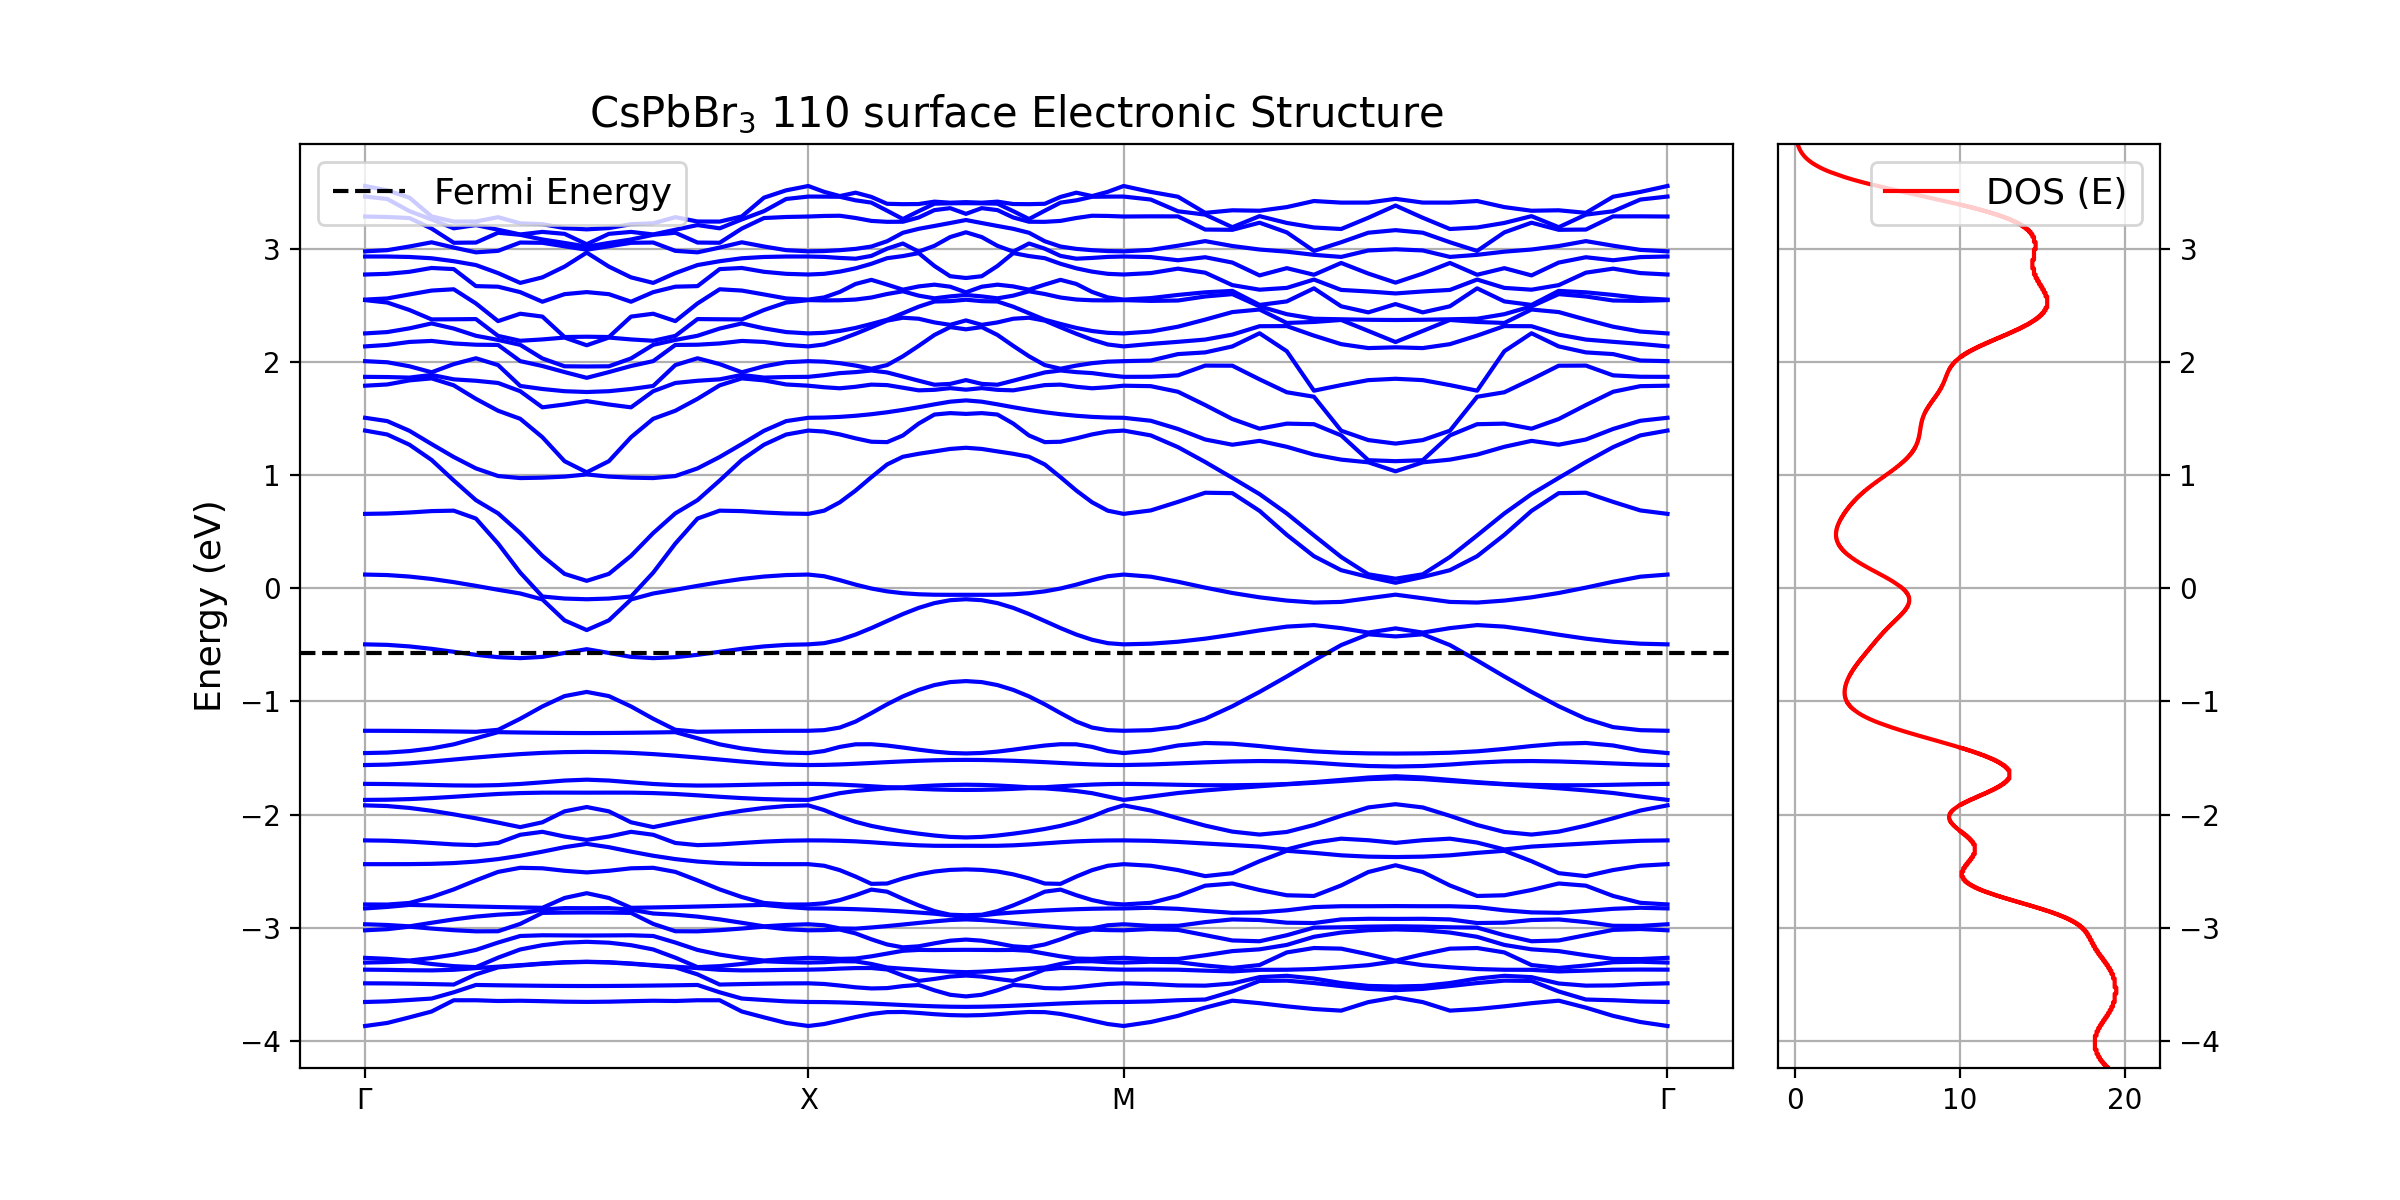 CsPbBr₃ 110 surface Electronic Structure
Fermi Energy
DOS (E)
Energy (eV)
3
2
1
0
−1
−2
−3
−4
Γ X M Γ
3
2
1
0
−1
−2
−3
−4
0 10 20